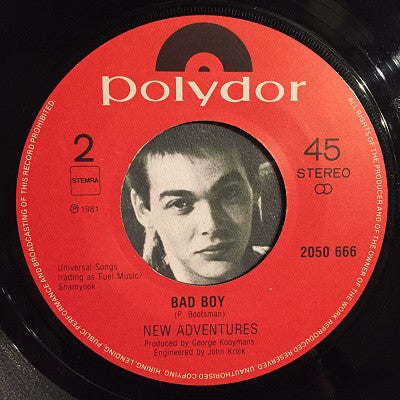 polydor
2
45
STEREO
STEMRA
℗ 1981
2050 666
Universal Songs
trading as Fuel Music/
Snamyook
BAD BOY
(P. Bootsman)
NEW ADVENTURES
Produced by George Kooymans
Engineered by John Kriek
ALL RIGHTS OF THE PRODUCER AND OF THE OWNER OF THE WORK REPRODUCED RESERVED. UNAUTHORISED COPYING, HIRING, LENDING, PUBLIC PERFORMANCE AND BROADCASTING OF THIS RECORD PROHIBITED